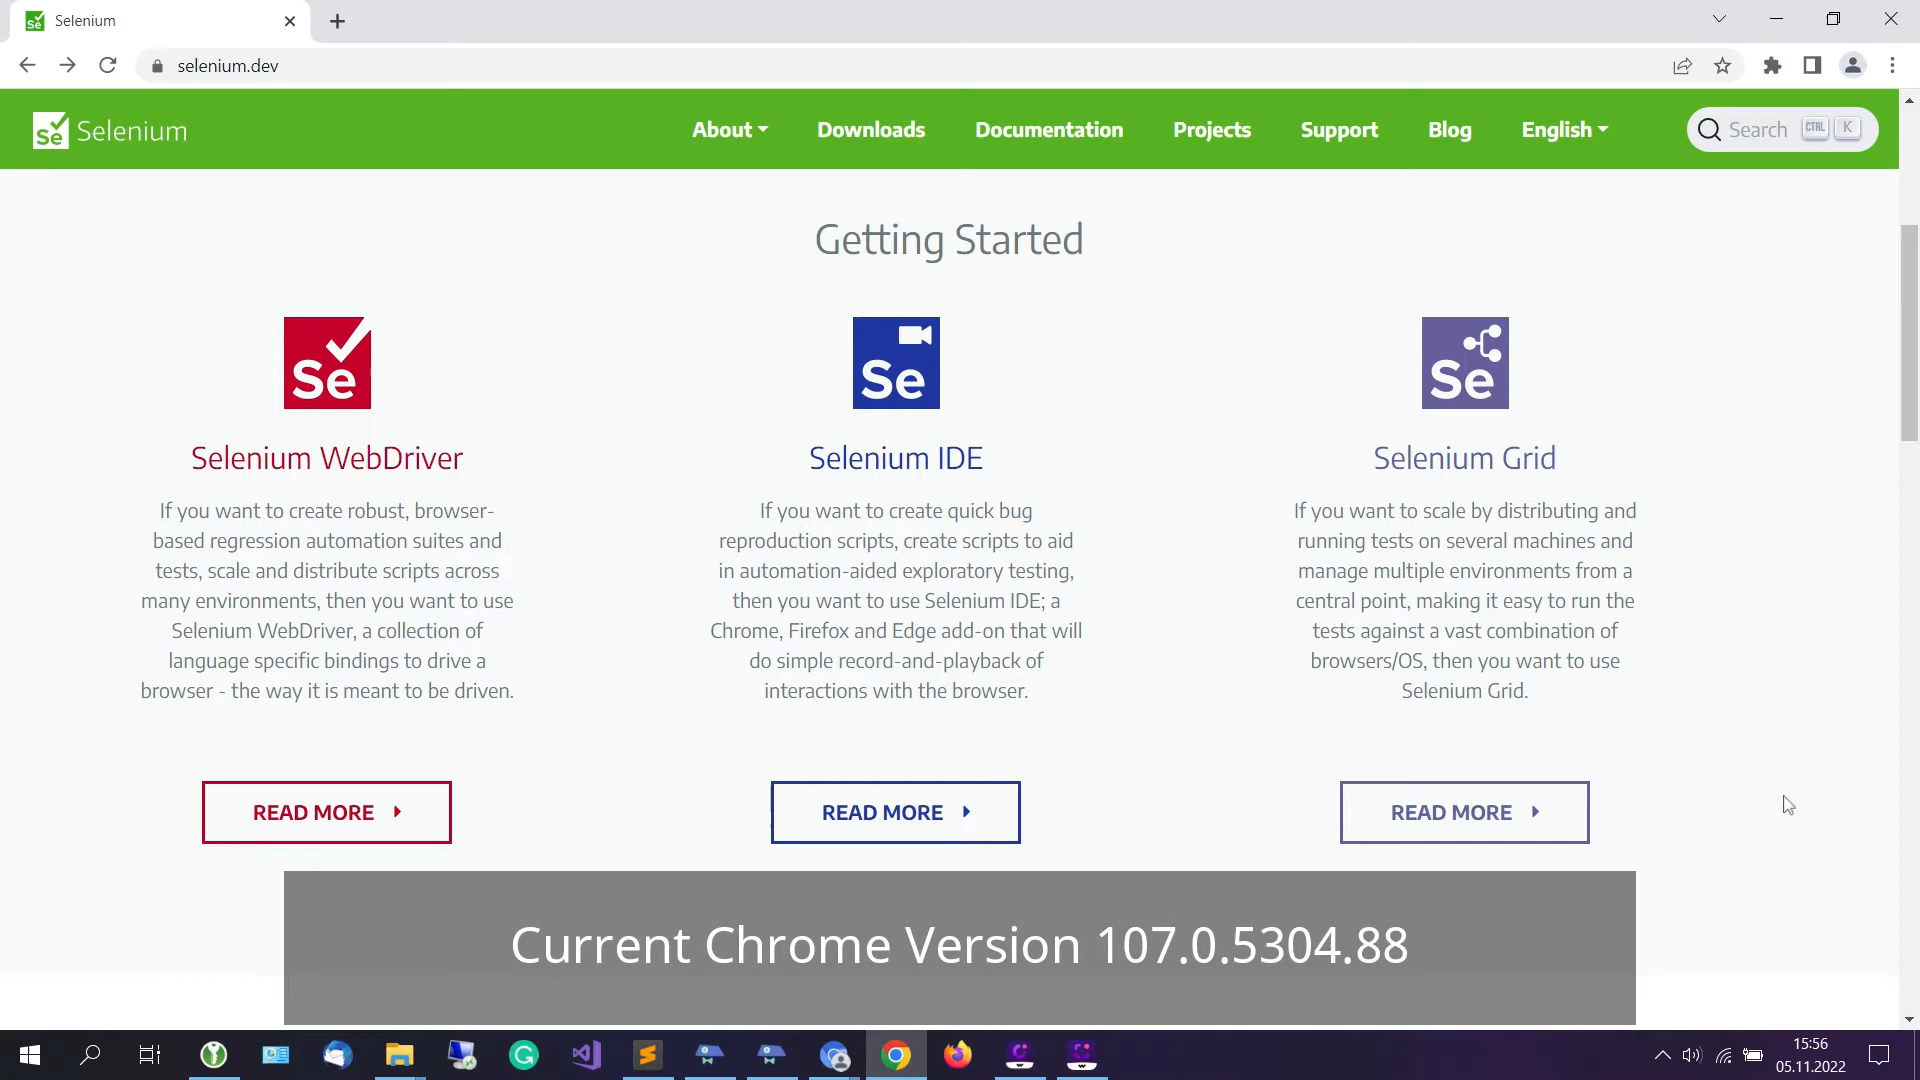 Selenium
selenium.dev
Se Selenium
About
Downloads
Documentation
Projects
Support
Blog
English
Search CTRL K
Getting Started
Se
Selenium WebDriver
If you want to create robust, browser-
based regression automation suites and
tests, scale and distribute scripts across
many environments, then you want to use
Selenium WebDriver, a collection of
language specific bindings to drive a
browser - the way it is meant to be driven.
READ MORE
Se
Selenium IDE
If you want to create quick bug
reproduction scripts, create scripts to aid
in automation-aided exploratory testing,
then you want to use Selenium IDE; a
Chrome, Firefox and Edge add-on that will
do simple record-and-playback of
interactions with the browser.
READ MORE
Se
Selenium Grid
If you want to scale by distributing and
running tests on several machines and
manage multiple environments from a
central point, making it easy to run the
tests against a vast combination of
browsers/OS, then you want to use
Selenium Grid.
READ MORE
Current Chrome Version 107.0.5304.88
15:56
05.11.2022